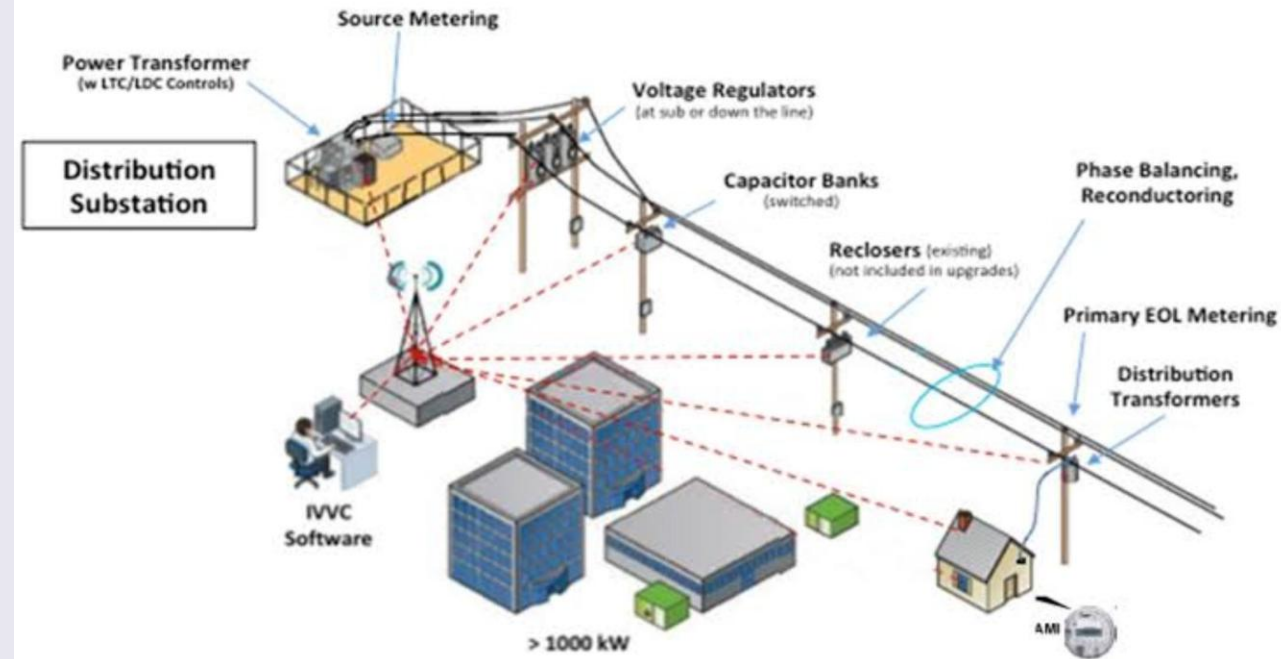 Source Metering
Power Transformer
(w LTC/LDC Controls)
Voltage Regulators
(at sub or down the line)
Distribution
Substation
Capacitor Banks
(switched)
Phase Balancing,
Reconductoring
Reclosers (existing)
(not included in upgrades)
Primary EOL Metering
Distribution
Transformers
IVVC
Software
> 1000 kW
AMI